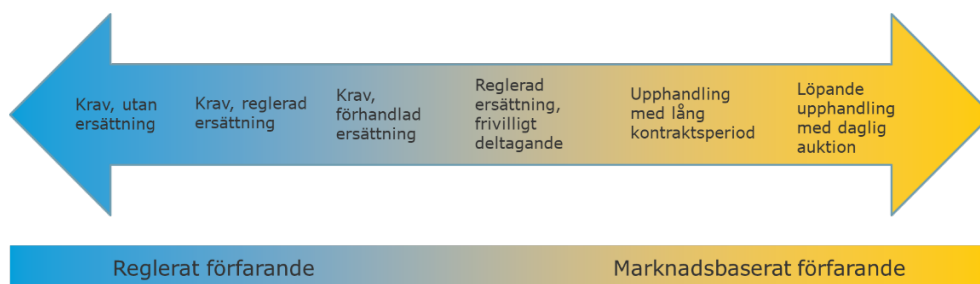 Krav, utan
ersättning
Krav, reglerad
ersättning
Krav,
förhandlad
ersättning
Reglerad
ersättning,
frivilligt
deltagande
Upphandling
med lång
kontraktsperiod
Löpande
upphandling
med daglig
auktion
Reglerat förfarande
Marknadsbaserat förfarande